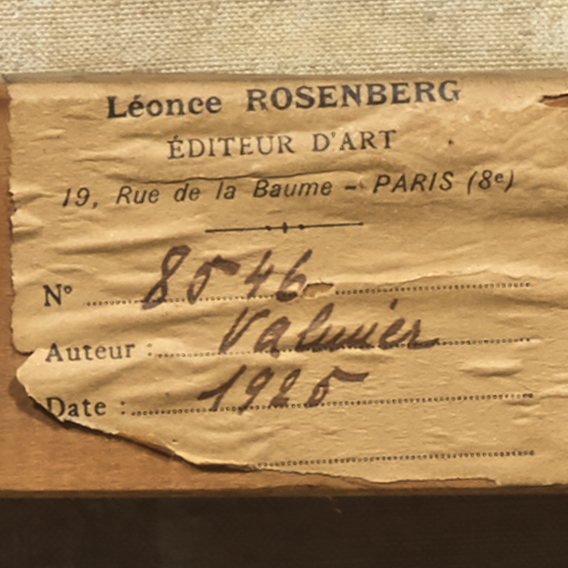 Léonce ROSENBERG
ÉDITEUR D'ART
19, Rue de la Baume - PARIS (8e)
N° 8546
Auteur : Valmier
Date : 1925